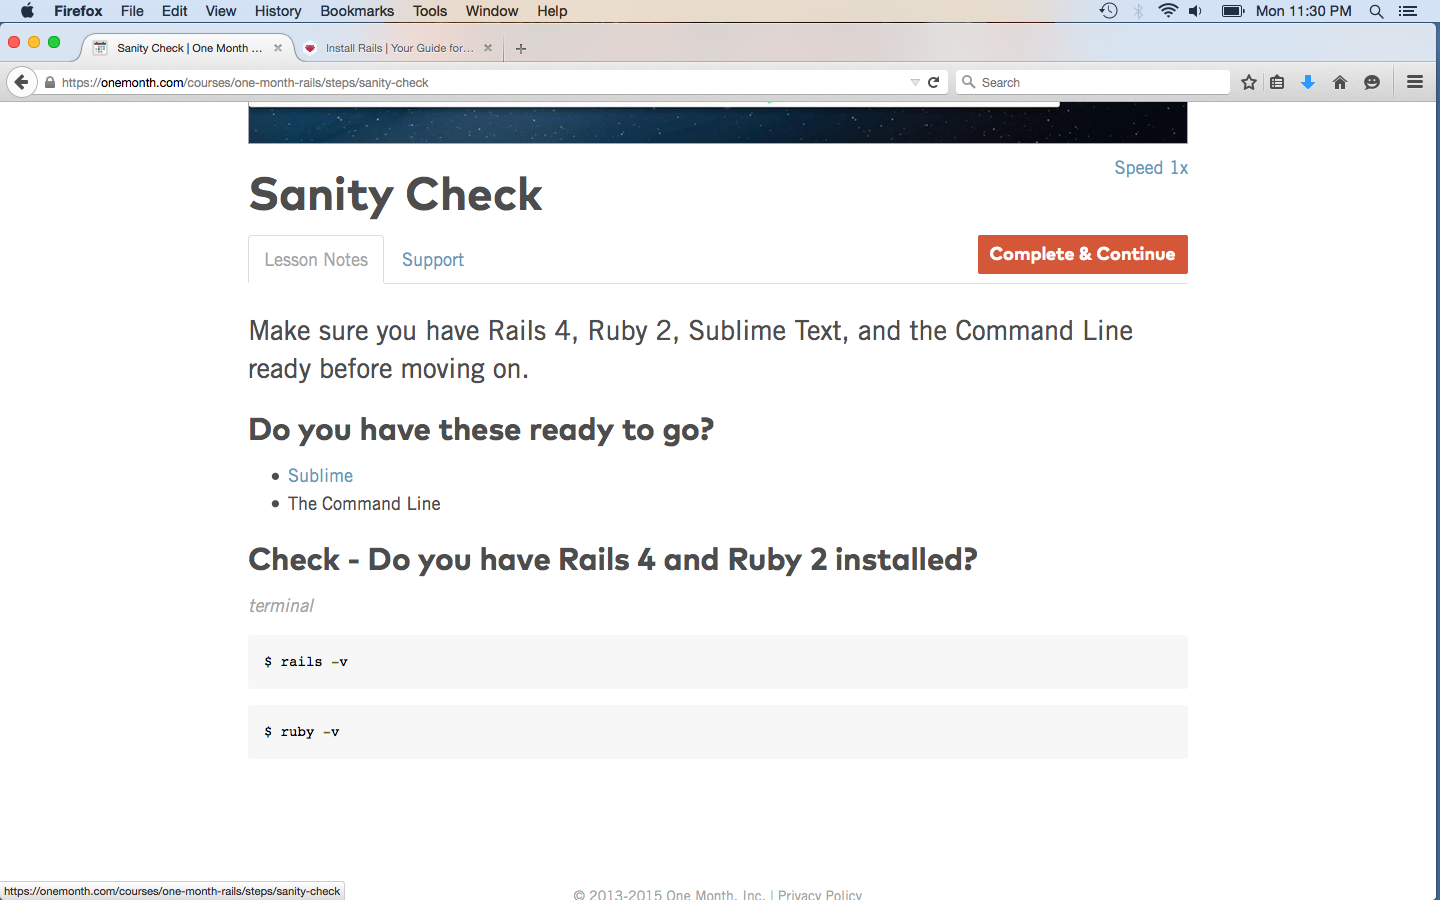 Firefox File Edit View History Bookmarks Tools Window Help Mon 11:30 PM
Sanity Check | One Month ... Install Rails | Your Guide for...
https://onemonth.com/courses/one-month-rails/steps/sanity-check Search
Speed 1x
Sanity Check
Lesson Notes Support Complete & Continue
Make sure you have Rails 4, Ruby 2, Sublime Text, and the Command Line
ready before moving on.
Do you have these ready to go?
• Sublime
• The Command Line
Check - Do you have Rails 4 and Ruby 2 installed?
terminal
$ rails -v
$ ruby -v
https://onemonth.com/courses/one-month-rails/steps/sanity-check
© 2013-2015 One Month, Inc. | Privacy Policy